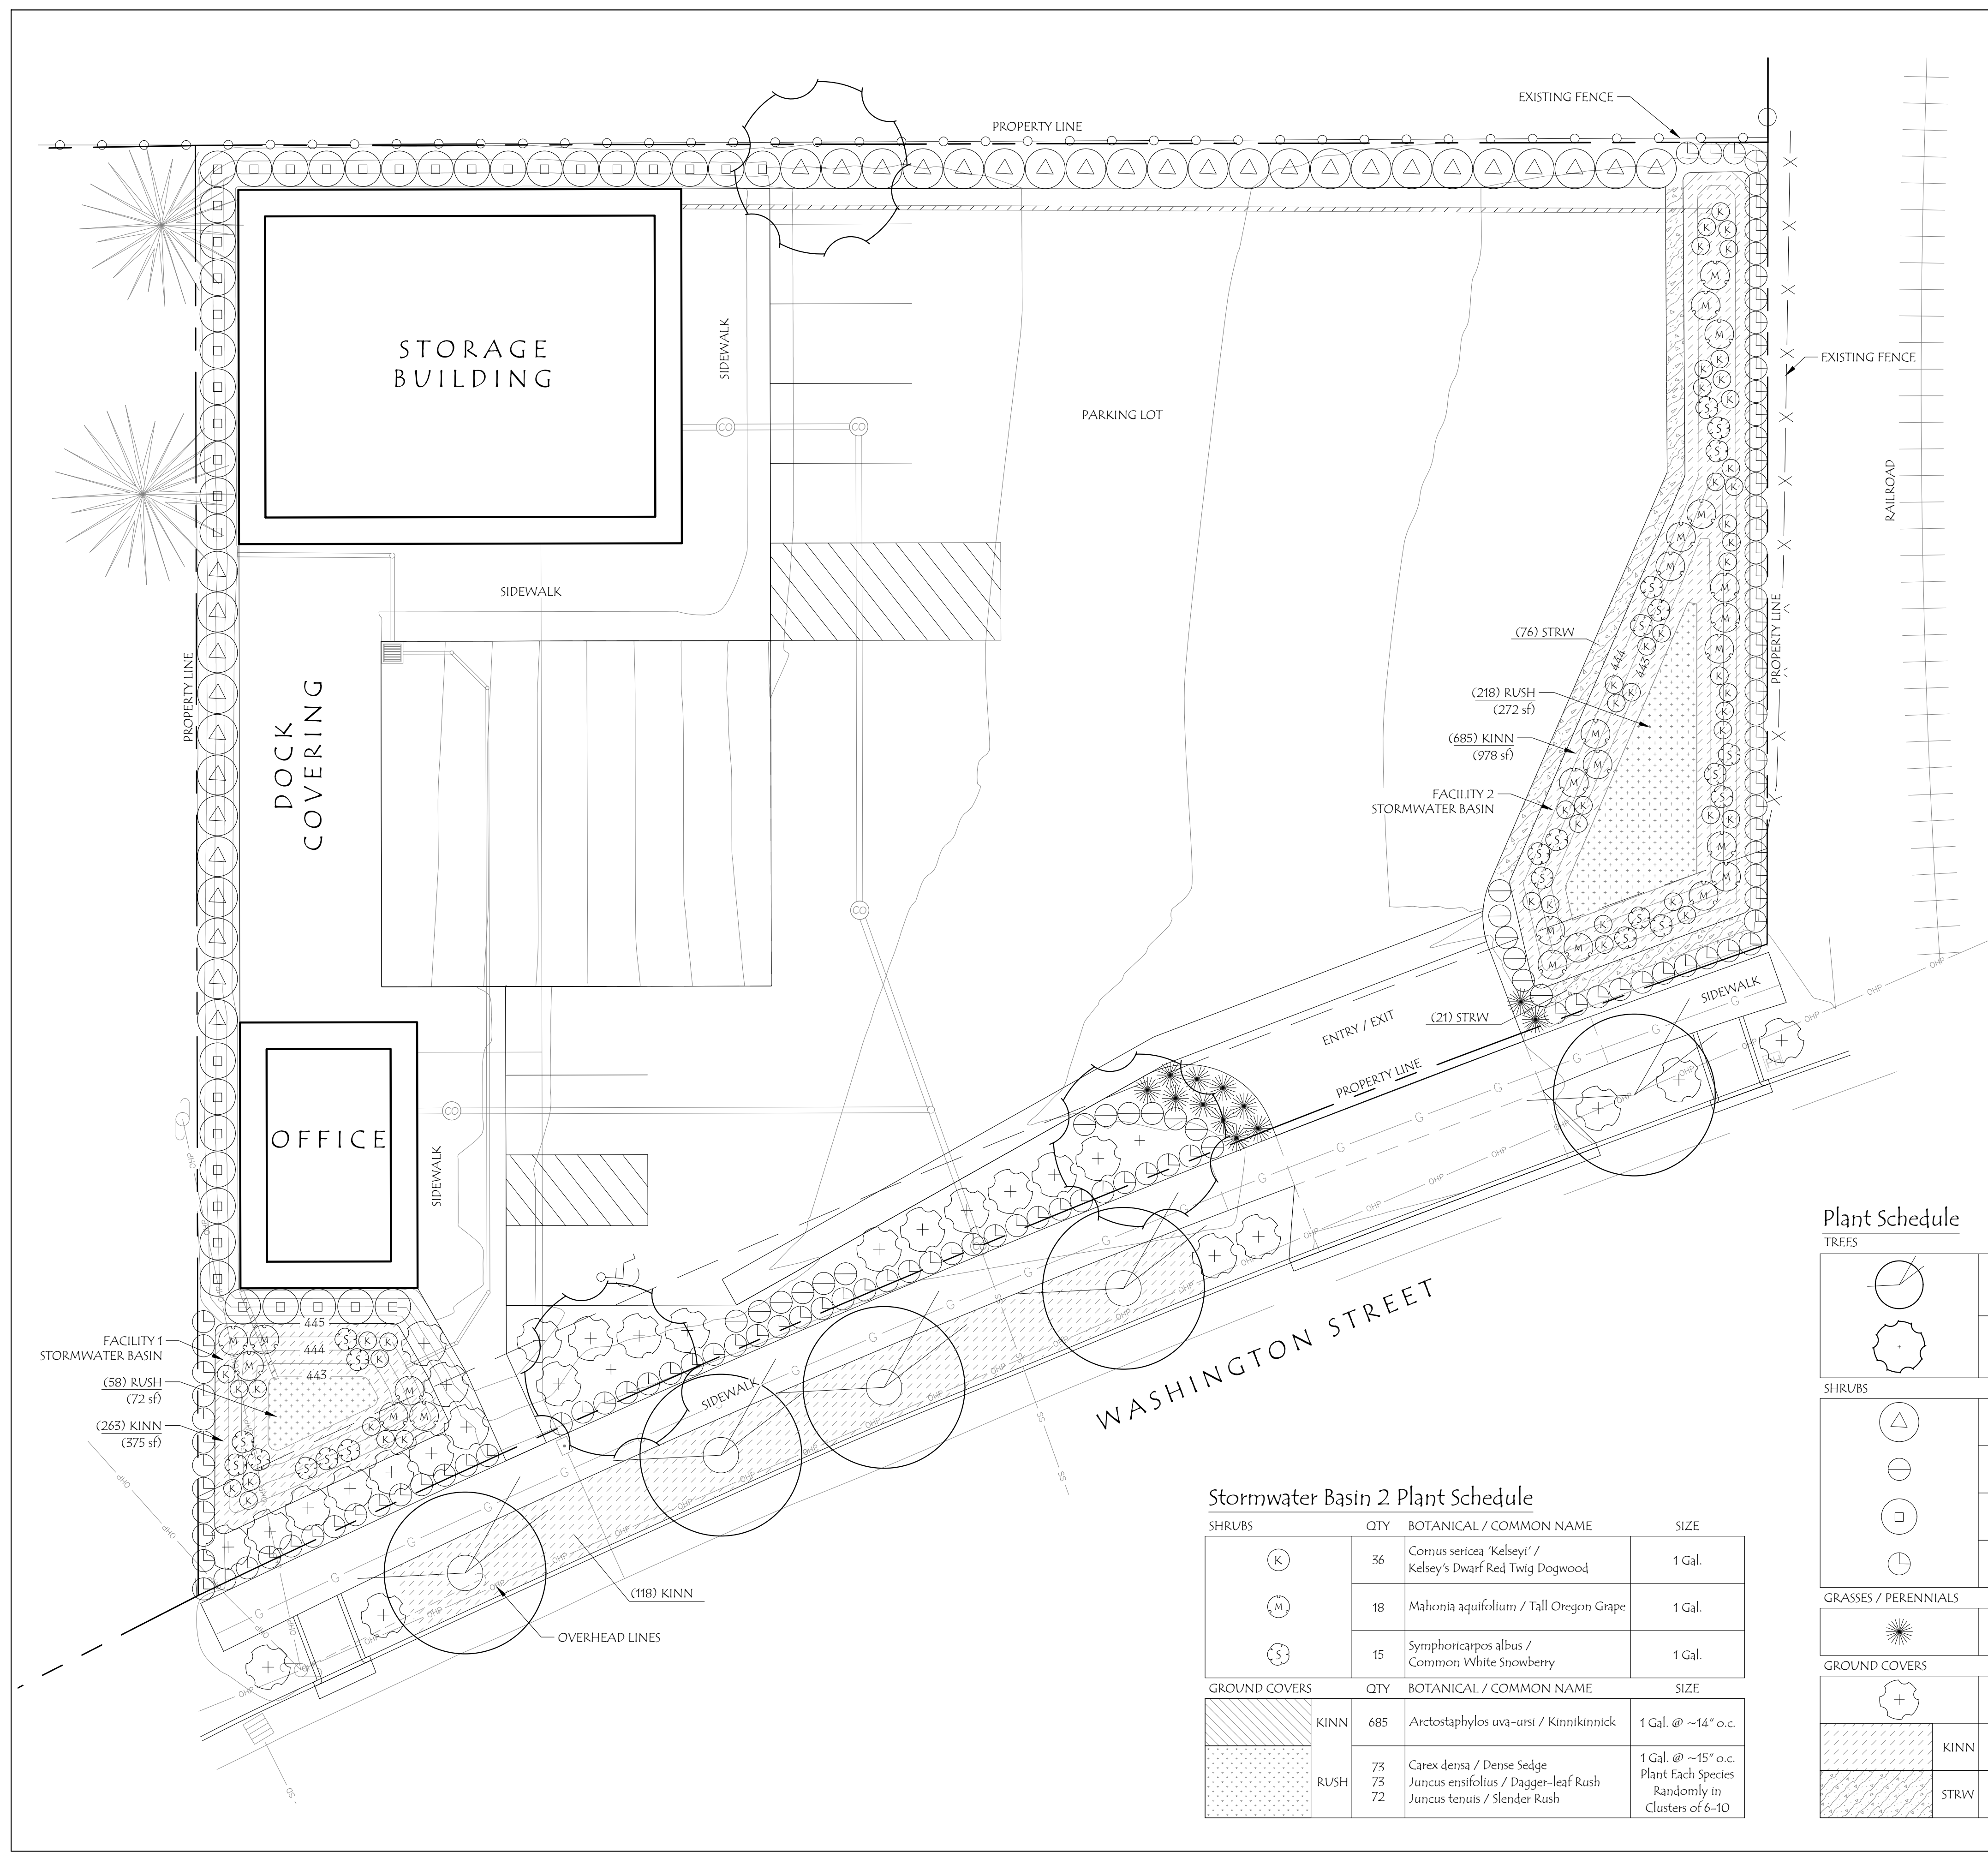 EXISTING FENCE
PROPERTY LINE
STORAGE
BUILDING
SIDEWALK
CO
CO
PARKING LOT
EXISTING FENCE
RAILROAD
SIDEWALK
PROPERTY LINE
DOCK
COVERING
(76) STRW
444
443
PROPERTY LINE
(218) RUSH
(272 sf)
(685) KINN
(978 sf)
FACILITY 2
STORMWATER BASIN
CO
(21) STRW
ENTRY / EXIT
PROPERTY LINE
SIDEWALK
OFFICE
SIDEWALK
CO
FACILITY 1
STORMWATER BASIN
445
444
443
(58) RUSH
(72 sf)
(263) KINN
(375 sf)
SIDEWALK
WASHINGTON STREET
(118) KINN
OVERHEAD LINES
OHP
SS
SD
G
K
M
S
Stormwater Basin 2 Plant Schedule
SHRUBS QTY BOTANICAL / COMMON NAME SIZE
K 36 Cornus sericea 'Kelseyi' /
Kelsey's Dwarf Red Twig Dogwood 1 Gal.
M 18 Mahonia aquifolium / Tall Oregon Grape 1 Gal.
S 15 Symphoricarpos albus /
Common White Snowberry 1 Gal.
GROUND COVERS QTY BOTANICAL / COMMON NAME SIZE
KINN 685 Arctostaphylos uva-ursi / Kinnikinnick 1 Gal. @ ~14" o.c.
RUSH
73 Carex densa / Dense Sedge
73 Juncus ensifolius / Dagger-leaf Rush
72 Juncus tenuis / Slender Rush
1 Gal. @ ~15" o.c.
Plant Each Species
Randomly in
Clusters of 6-10
Plant Schedule
TREES
SHRUBS
GRASSES / PERENNIALS
GROUND COVERS
KINN
STRW